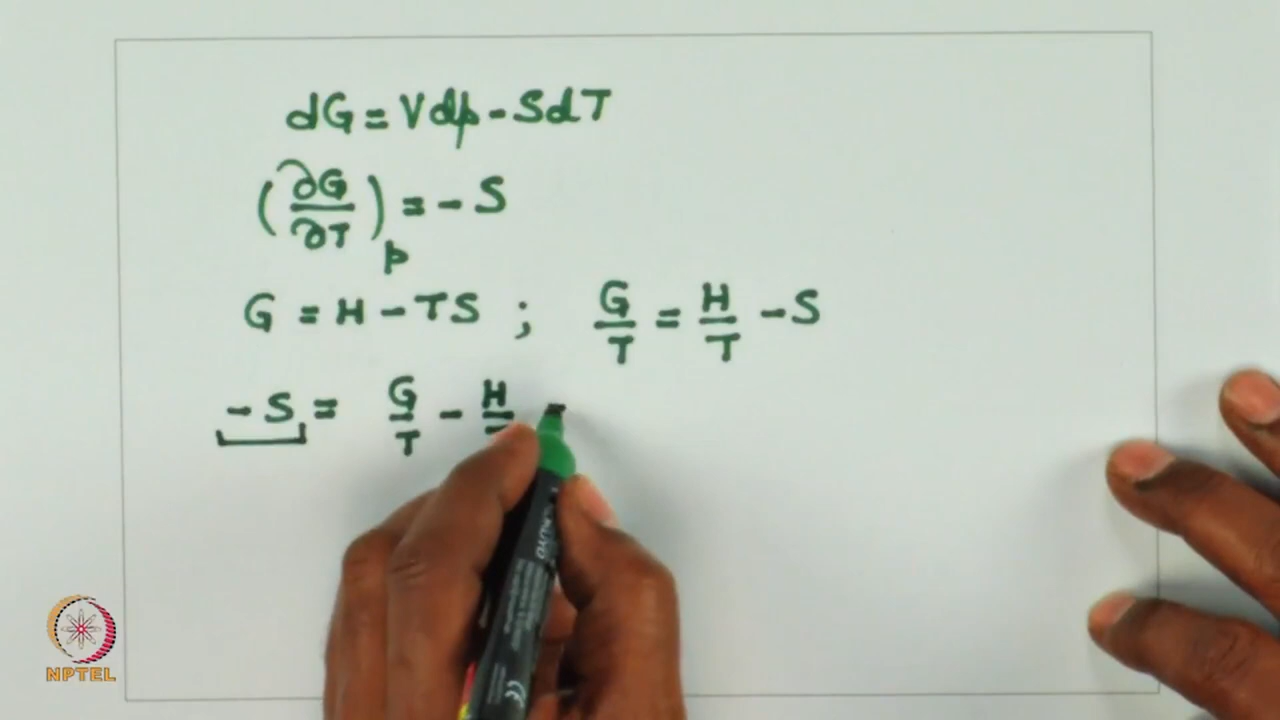 dG = Vdp - SdT
(∂G/∂T)p = - S
G = H - TS ; G/T = H/T - S
- S = G/T - H/
NPTEL